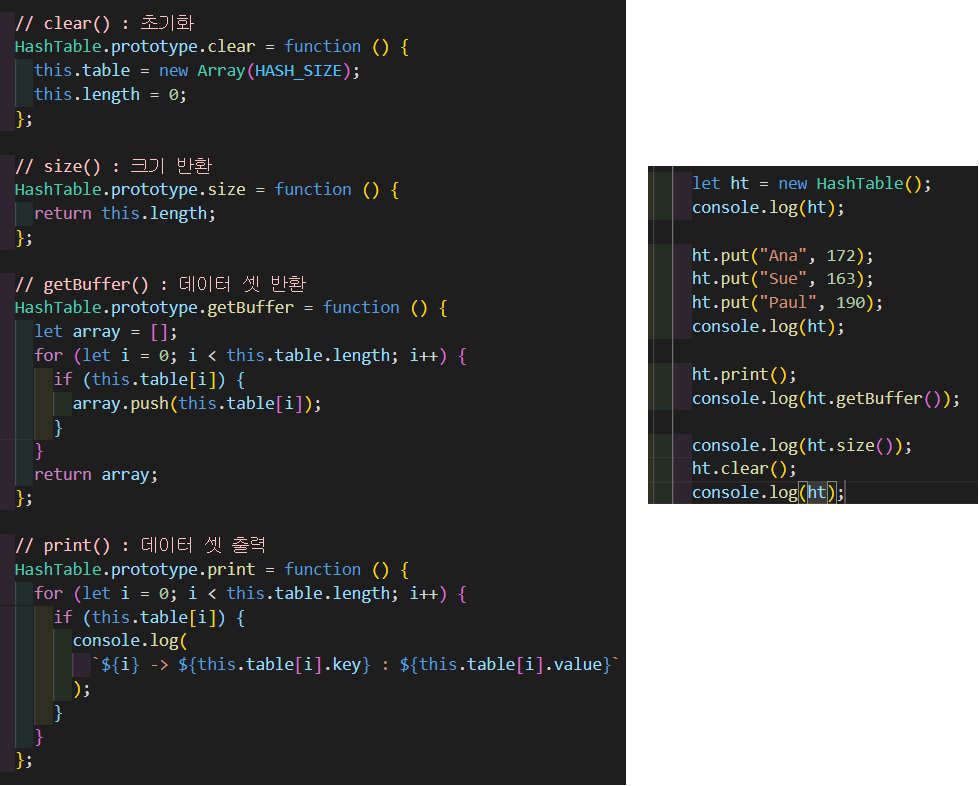 // clear() : 초기화
HashTable.prototype.clear = function () {
  this.table = new Array(HASH_SIZE);
  this.length = 0;
};

// size() : 크기 반환
HashTable.prototype.size = function () {
  return this.length;
};

// getBuffer() : 데이터 셋 반환
HashTable.prototype.getBuffer = function () {
  let array = [];
  for (let i = 0; i < this.table.length; i++) {
    if (this.table[i]) {
      array.push(this.table[i]);
    }
  }
  return array;
};

// print() : 데이터 셋 출력
HashTable.prototype.print = function () {
  for (let i = 0; i < this.table.length; i++) {
    if (this.table[i]) {
      console.log(
        `${i} -> ${this.table[i].key} : ${this.table[i].value}`
      );
    }
  }
};

let ht = new HashTable();
console.log(ht);

ht.put("Ana", 172);
ht.put("Sue", 163);
ht.put("Paul", 190);
console.log(ht);

ht.print();
console.log(ht.getBuffer());

console.log(ht.size());
ht.clear();
console.log(ht);